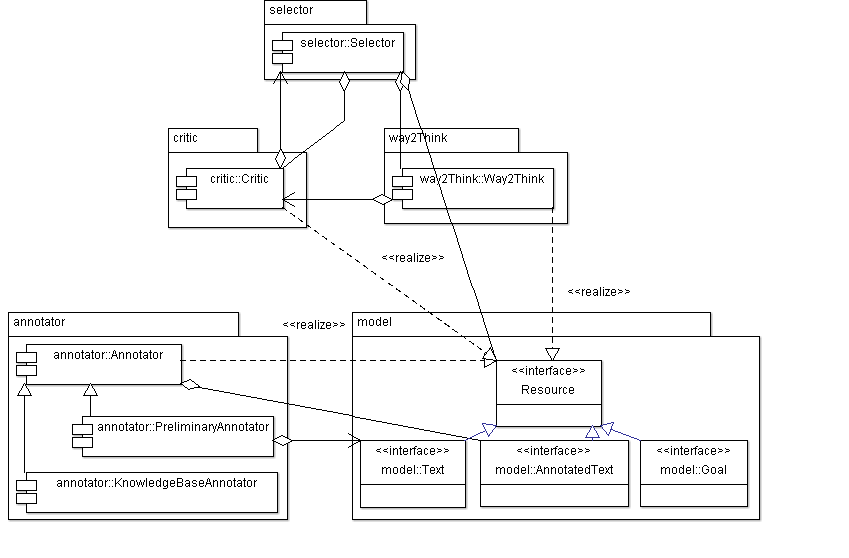 selector
selector::Selector
critic
way2Think
critic::Critic
way2Think::Way2Think
<<realize>>
<<realize>>
annotator
<<realize>>
model
annotator::Annotator
<<interface>>
Resource
annotator::PreliminaryAnnotator
<<interface>>
model::Text
<<interface>>
model::AnnotatedText
<<interface>>
model::Goal
annotator::KnowledgeBaseAnnotator